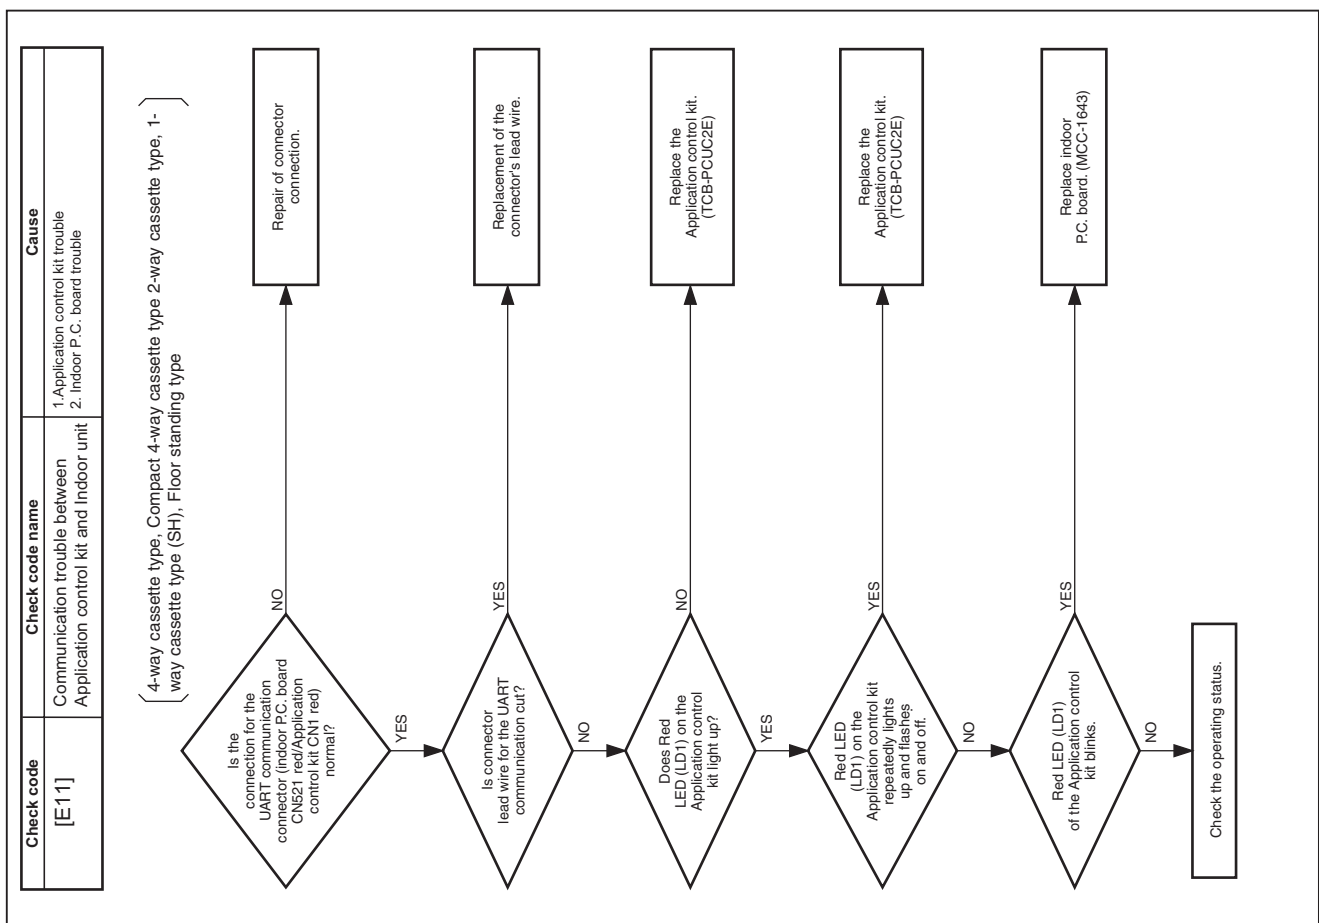 Check code
Check code name
Cause
[E11]
Communication trouble between
Application control kit and Indoor unit
1.Application control kit trouble
2. Indoor P.C. board trouble
4-way cassette type, Compact 4-way cassette type 2-way cassette type, 1-
way cassette type (SH), Floor standing type
Is the
connection for the
UART communication
connector (indoor P.C. board
CN521 red/Application
control kit CN1 red)
normal?
NO
Repair of connector
connection.
YES
Is connector
lead wire for the UART
communication cut?
YES
Replacement of the
connector's lead wire.
NO
Does Red
LED (LD1) on the
Application control
kit light up?
NO
Replace the
Application control kit.
(TCB-PCUC2E)
YES
Red LED
(LD1) on the
Application control kit
repeatedly lights
up and flashes
on and off.
YES
Replace the
Application control kit.
(TCB-PCUC2E)
NO
Red LED (LD1)
of the Application control
kit blinks.
YES
Replace indoor
P.C. board. (MCC-1643)
NO
Check the operating status.